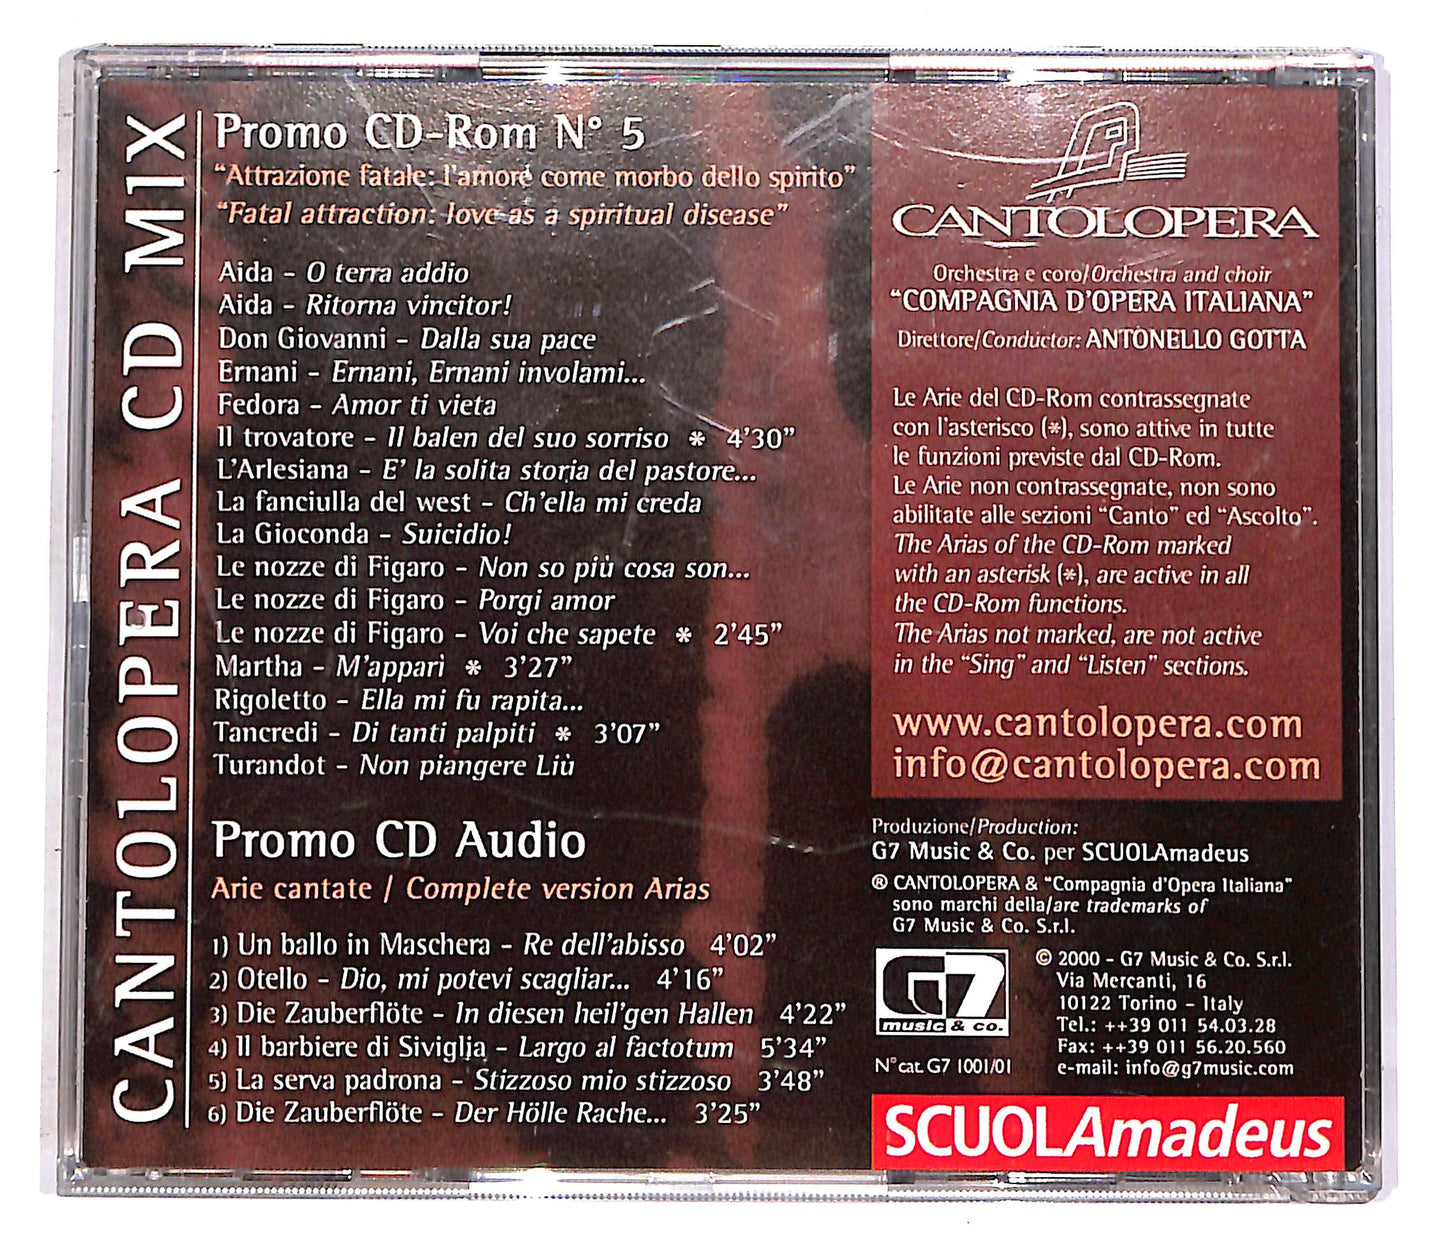 CANTOLOPERA CD MIX
Promo CD-Rom N° 5
"Attrazione fatale: l'amore come morbo dello spirito"
"Fatal attraction: love as a spiritual disease"
Aida - O terra addio
Aida - Ritorna vincitor!
Don Giovanni - Dalla sua pace
Ernani - Ernani, Ernani involami...
Fedora - Amor ti vieta
Il trovatore - Il balen del suo sorriso * 4'30"
L'Arlesiana - E' la solita storia del pastore...
La fanciulla del west - Ch'ella mi creda
La Gioconda - Suicidio!
Le nozze di Figaro - Non so più cosa son...
Le nozze di Figaro - Porgi amor
Le nozze di Figaro - Voi che sapete * 2'45"
Martha - M'apparì * 3'27"
Rigoletto - Ella mi fu rapita...
Tancredi - Di tanti palpiti * 3'07"
Turandot - Non piangere Liù
Promo CD Audio
Arie cantate / Complete version Arias
1) Un ballo in Maschera - Re dell'abisso 4'02"
2) Otello - Dio, mi potevi scagliar... 4'16"
3) Die Zauberflöte - In diesen heil'gen Hallen 4'22"
4) Il barbiere di Siviglia - Largo al factotum 5'34"
5) La serva padrona - Stizzoso mio stizzoso 3'48"
6) Die Zauberflöte - Der Hölle Rache... 3'25"
CANTOLOPERA
Orchestra e coro/Orchestra and choir
"COMPAGNIA D'OPERA ITALIANA"
Direttore/Conductor: ANTONELLO GOTTA
Le Arie del CD-Rom contrassegnate
con l'asterisco (*), sono attive in tutte
le funzioni previste dal CD-Rom.
Le Arie non contrassegnate, non sono
abilitate alle sezioni "Canto" ed "Ascolto".
The Arias of the CD-Rom marked
with an asterisk (*), are active in all
the CD-Rom functions.
The Arias not marked, are not active
in the "Sing" and "Listen" sections.
www.cantolopera.com
info@cantolopera.com
Produzione/Production:
G7 Music & Co. per SCUOLAmadeus
® CANTOLOPERA & "Compagnia d'Opera Italiana"
sono marchi della/are trademarks of
G7 Music & Co. S.r.l.
G7
music & co.
N° cat. G7 1001/01
© 2000 - G7 Music & Co. S.r.l.
Via Mercanti, 16
10122 Torino - Italy
Tel.: ++39 011 54.03.28
Fax: ++39 011 56.20.560
e-mail: info@g7music.com
SCUOLAmadeus